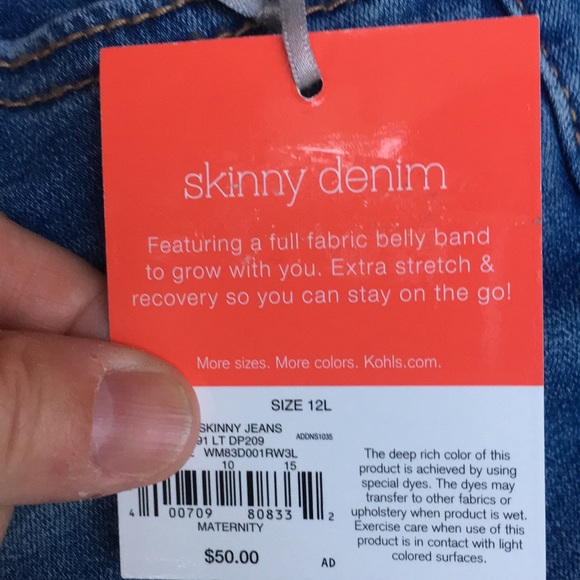 skinny denim
Featuring a full fabric belly band
to grow with you. Extra stretch &
recovery so you can stay on the go!
More sizes. More colors. Kohls.com.
SIZE 12L
SKINNY JEANS
91 LT DP209 ADDNS1035
WM83D001RW3L
10 15
4 00709 80833 2
MATERNITY
$50.00 AD
The deep rich color of this
product is achieved by using
special dyes. The dyes may
transfer to other fabrics or
upholstery when product is wet.
Exercise care when use of this
product is in contact with light
colored surfaces.